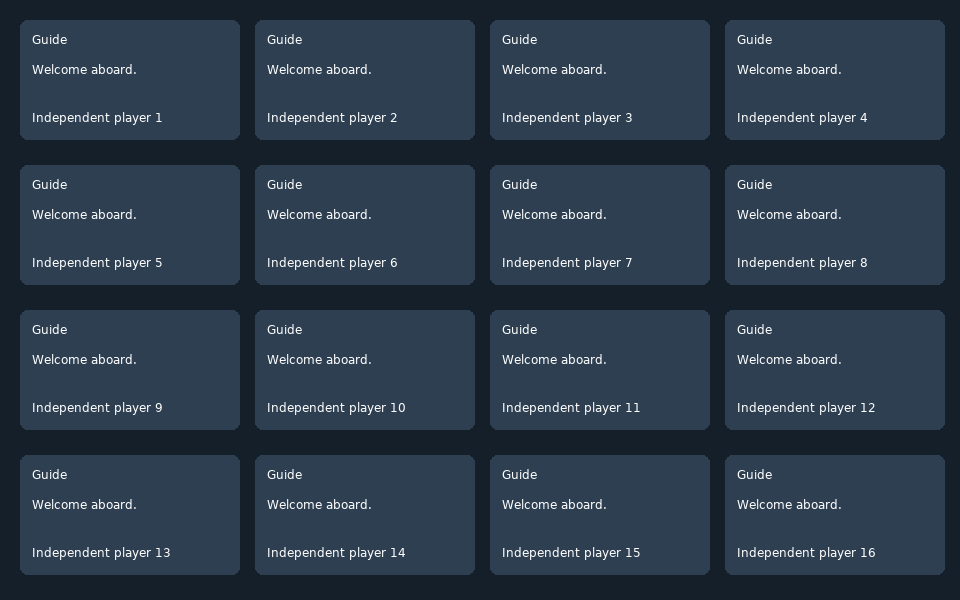 Guide
Welcome aboard.
Independent player 1
Guide
Welcome aboard.
Independent player 2
Guide
Welcome aboard.
Independent player 3
Guide
Welcome aboard.
Independent player 4
Guide
Welcome aboard.
Independent player 5
Guide
Welcome aboard.
Independent player 6
Guide
Welcome aboard.
Independent player 7
Guide
Welcome aboard.
Independent player 8
Guide
Welcome aboard.
Independent player 9
Guide
Welcome aboard.
Independent player 10
Guide
Welcome aboard.
Independent player 11
Guide
Welcome aboard.
Independent player 12
Guide
Welcome aboard.
Independent player 13
Guide
Welcome aboard.
Independent player 14
Guide
Welcome aboard.
Independent player 15
Guide
Welcome aboard.
Independent player 16